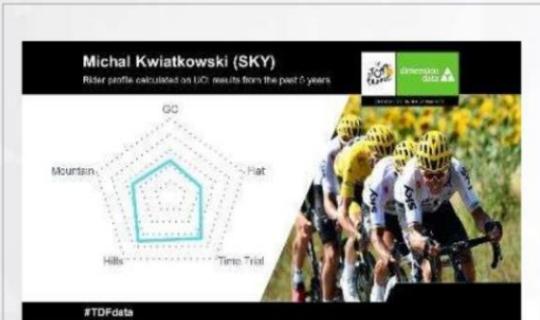 Michal Kwiatkowski (SKY)
Rider profile calculated on UCI results from the past 5 years
dimension
data
GC
Mountain
Flat
Hills
Time Trial
SKY
#TDFdata